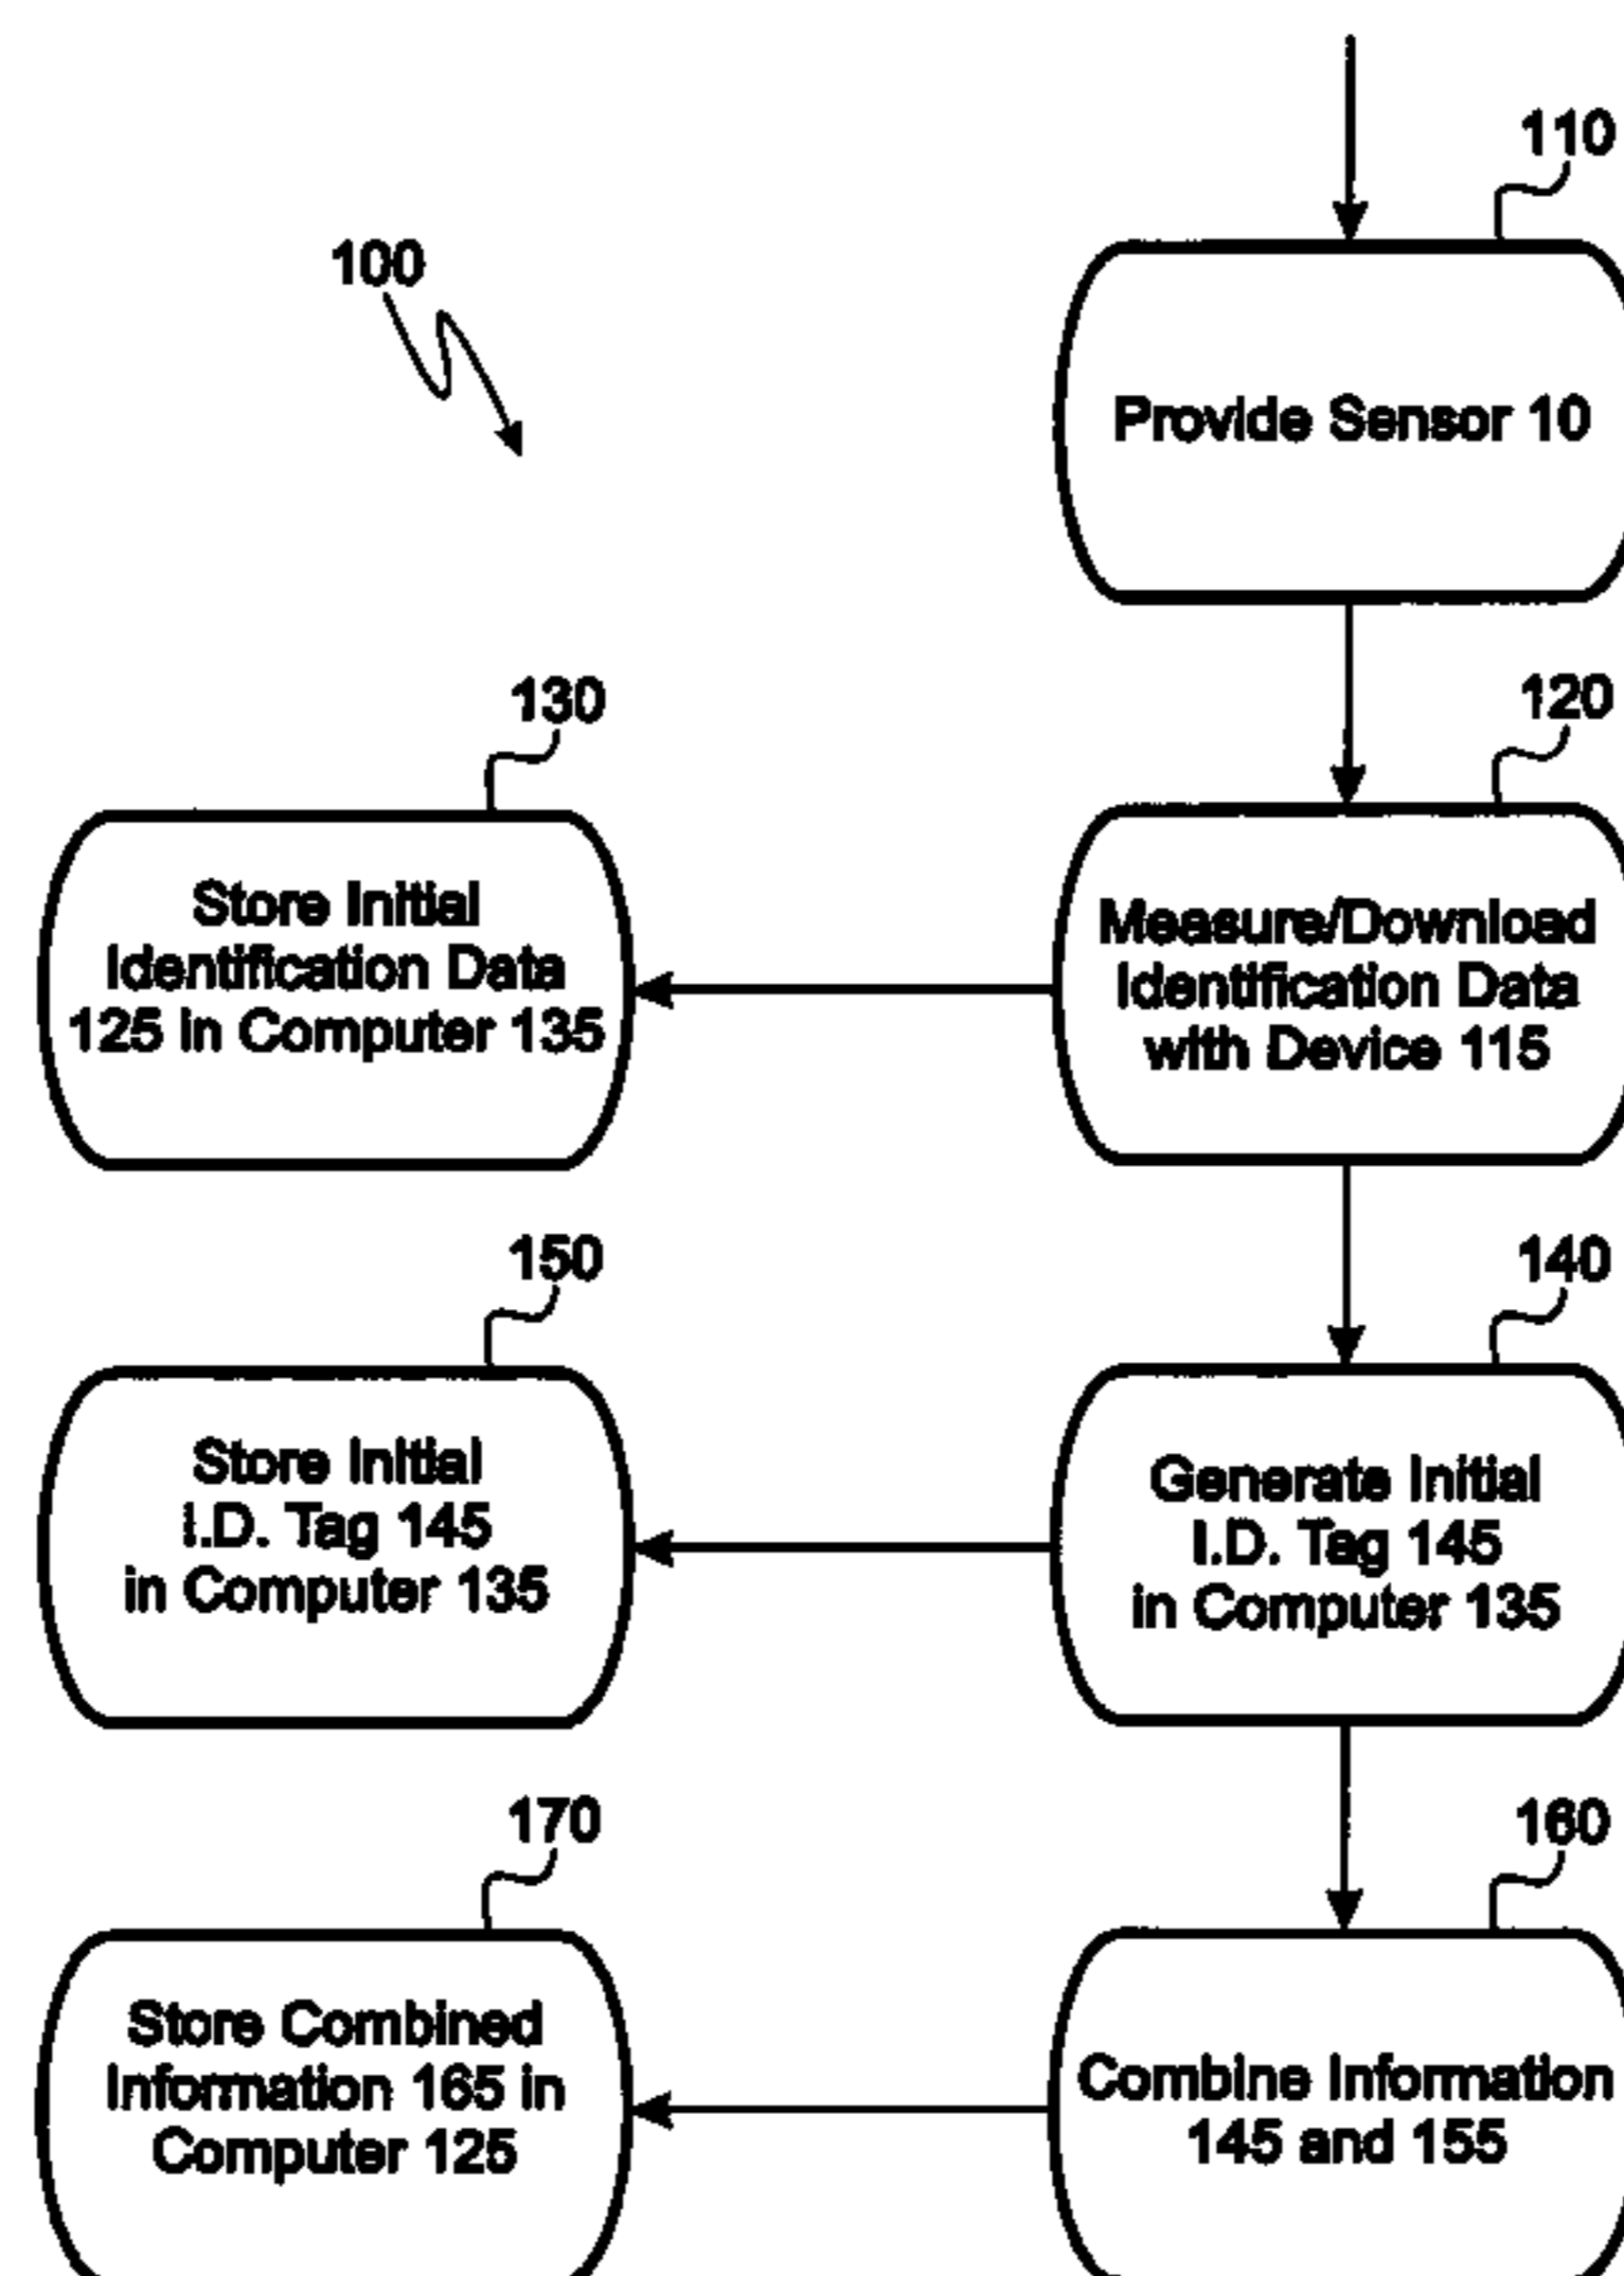 110
100
Provide Sensor 10
130
120
Store Initial
Identification Data
125 in Computer 135
Measure/Download
Identification Data
with Device 115
150
140
Store Initial
I.D. Tag 145
in Computer 135
Generate Initial
I.D. Tag 145
in Computer 135
170
160
Store Combined
Information 165 in
Computer 125
Combine Information
145 and 155